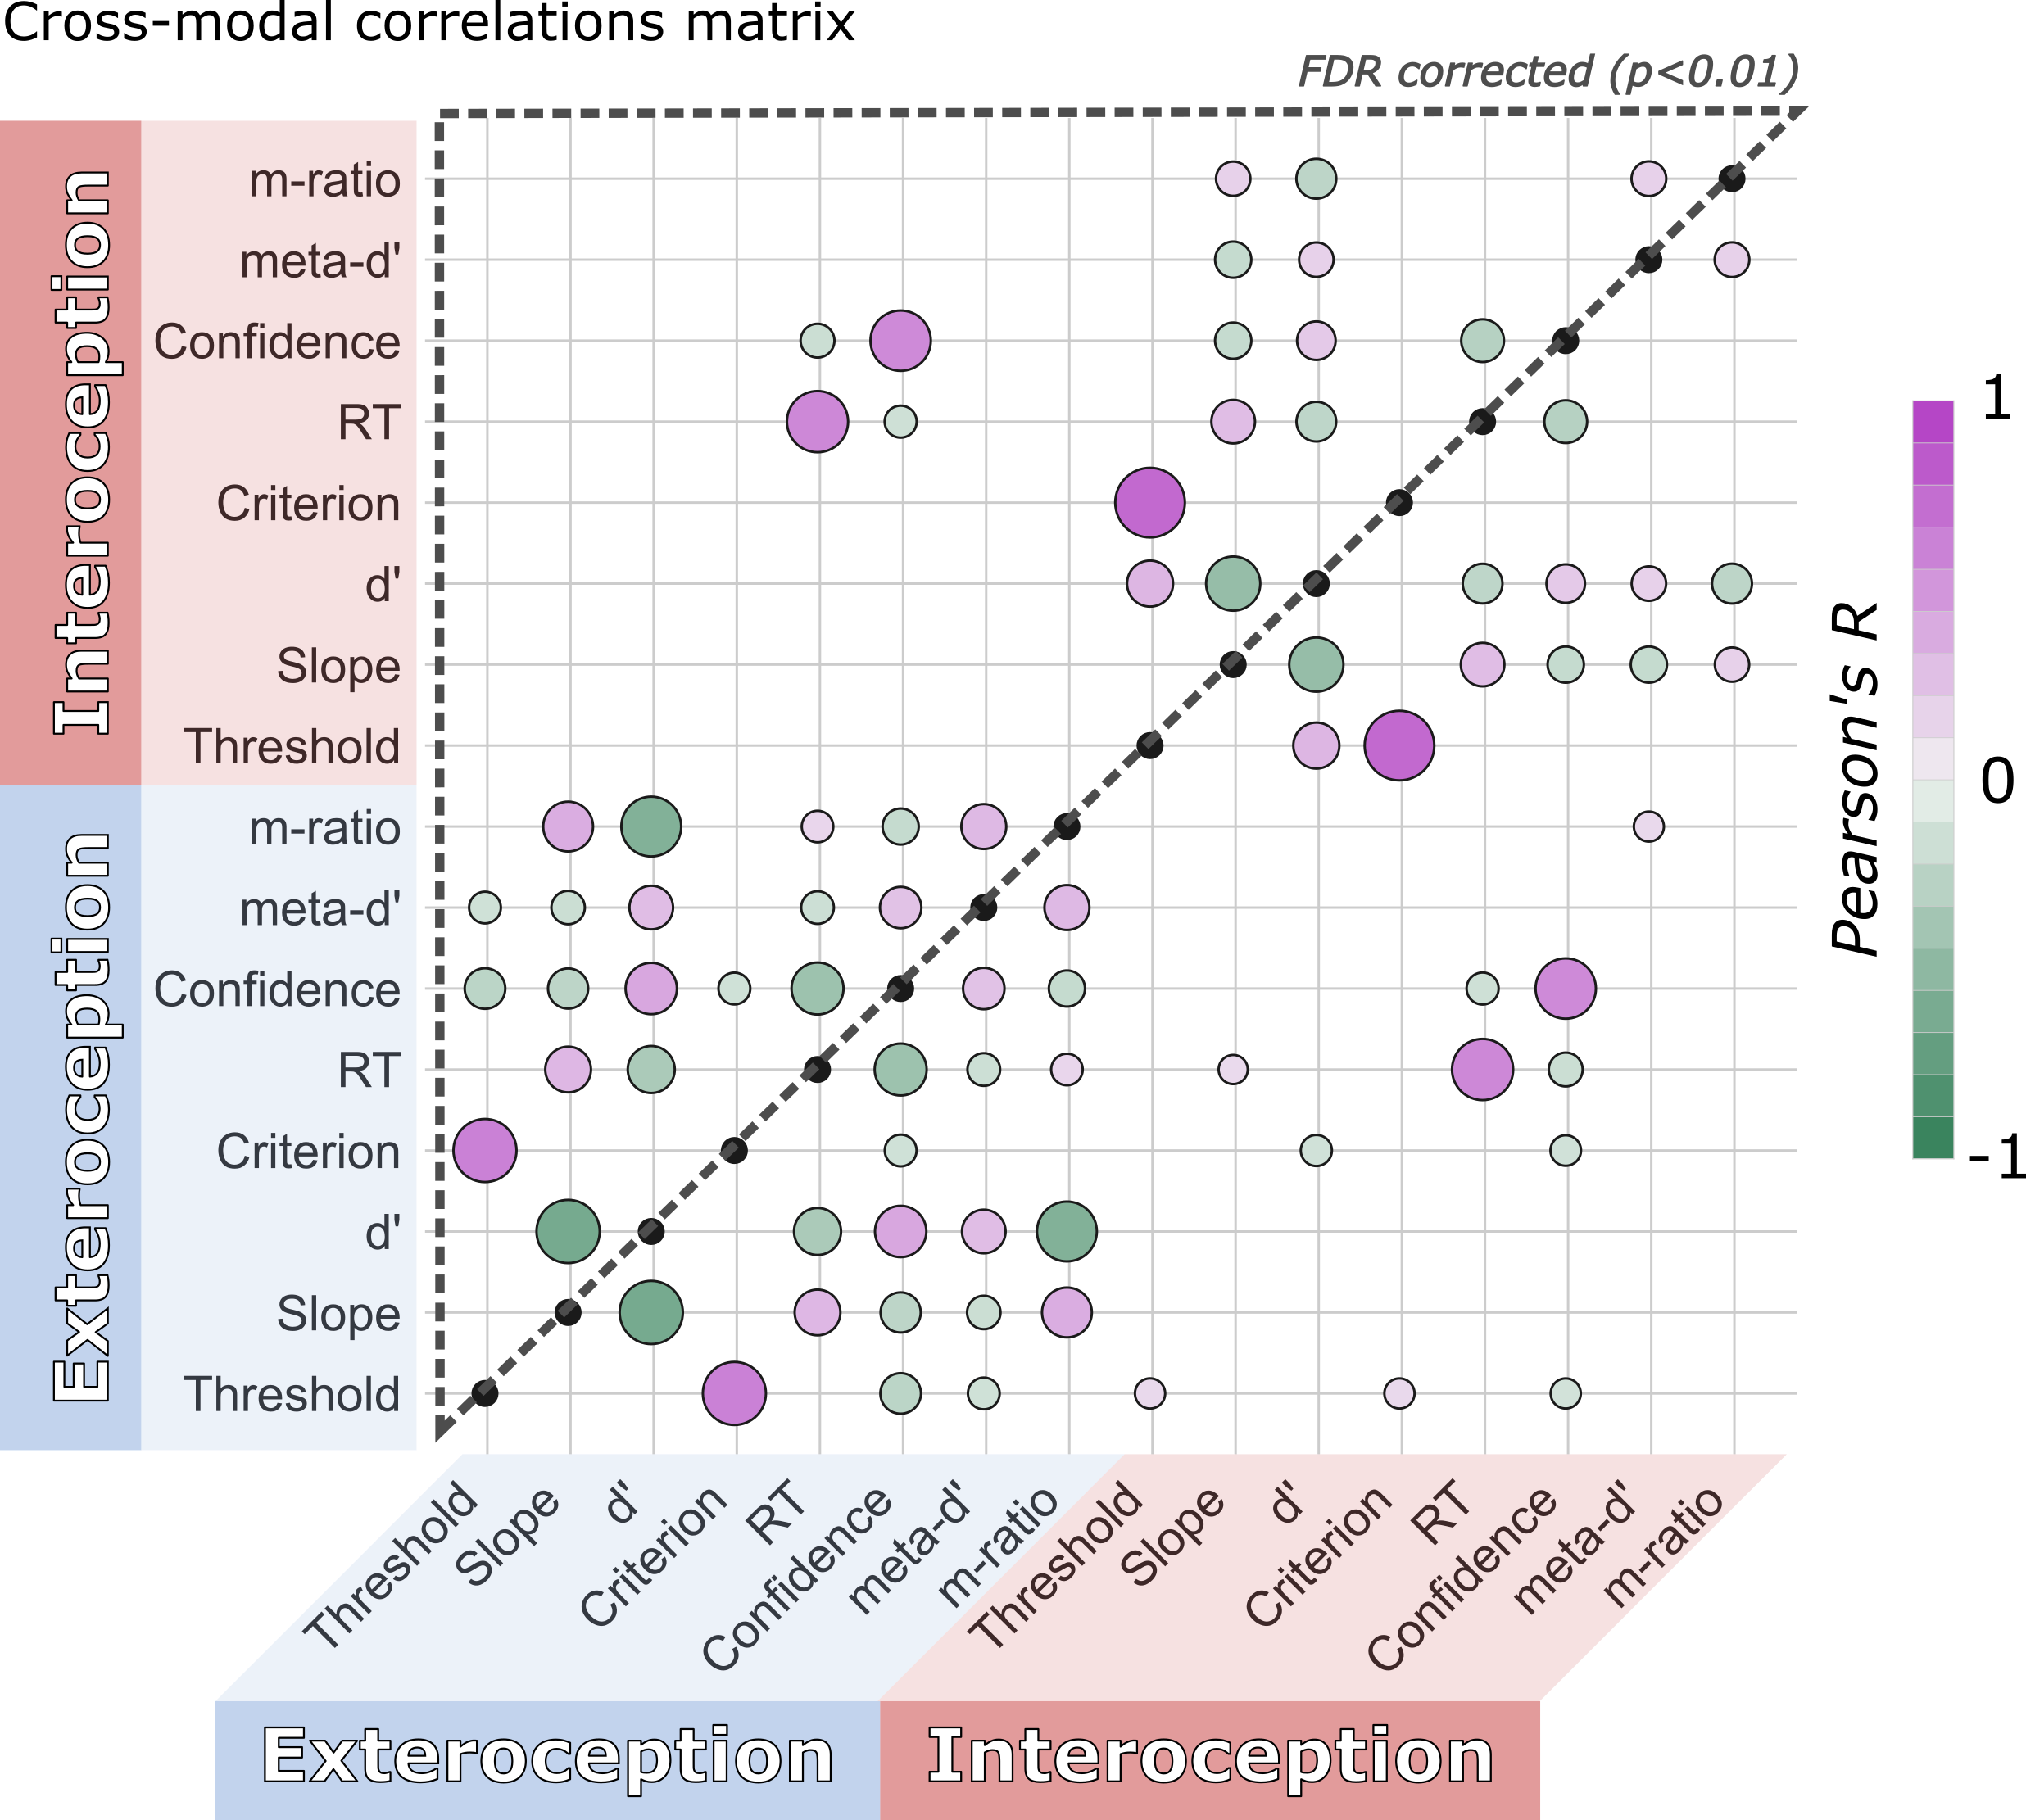 Cross-modal correlations matrix
FDR corrected (p<0.01)
Interoception
m-ratio
meta-d'
Confidence
RT
Criterion
d'
Slope
Threshold
Exteroception
m-ratio
meta-d'
Confidence
RT
Criterion
d'
Slope
Threshold
Threshold
Slope
d'
Criterion
RT
Confidence
meta-d'
m-ratio
Threshold
Slope
d'
Criterion
RT
Confidence
meta-d'
m-ratio
Exteroception
Interoception
Pearson's R
1
0
-1